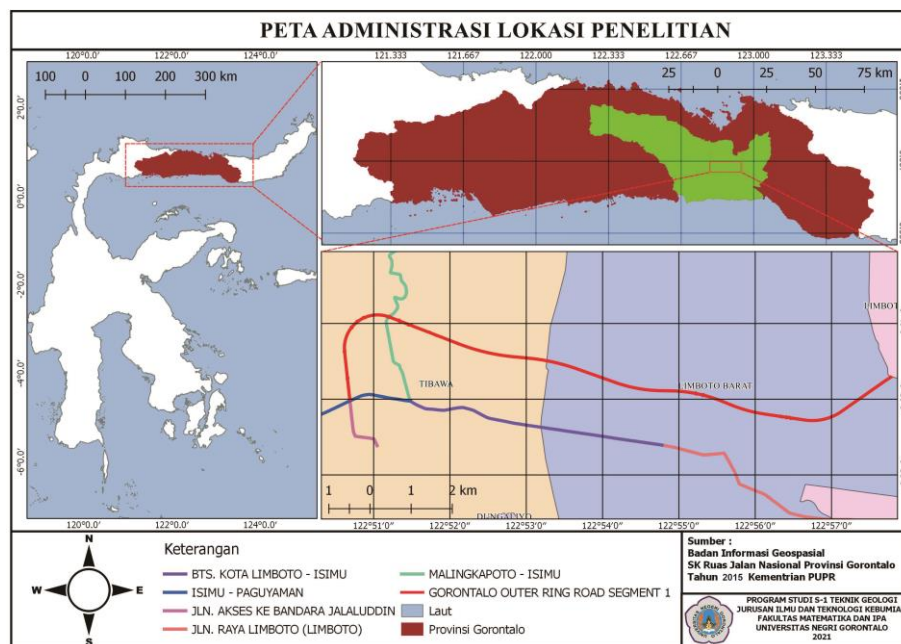 PETA ADMINISTRASI LOKASI PENELITIAN
120°0.0' 122°0.0' 124°0.0'
100 0 100 200 300 km
2°0.0'
0°0.0'
-2°0.0'
-4°0.0'
-6°0.0'
120°0.0' 122°0.0' 124°0.0'
121.333 121.667 122.000 122.333 122.667 123.000 123.333
25 0 25 50 75 km
LIMBOT
TIBAWA
LIMBOTO BARAT
1 0 1 2 km
122°51'0" 122°52'0" 122°53'0" 122°54'0" 122°55'0" 122°56'0" 122°57'0"
N
W E
S
Keterangan
BTS. KOTA LIMBOTO - ISIMU
ISIMU - PAGUYAMAN
JLN. AKSES KE BANDARA JALALUDDIN
JLN. RAYA LIMBOTO (LIMBOTO)
MALINGKAPOTO - ISIMU
GORONTALO OUTER RING ROAD SEGMENT 1
Laut
Provinsi Gorontalo
Sumber :
Badan Informasi Geospasial
SK Ruas Jalan Nasional Provinsi Gorontalo
Tahun 2015 Kementrian PUPR
PROGRAM STUDI S-1 TEKNIK GEOLOGI
JURUSAN ILMU DAN TEKNOLOGI KEBUMIA
FAKULTAS MATEMATIKA DAN IPA
UNIVERSITAS NEGRI GORONTALO
2021